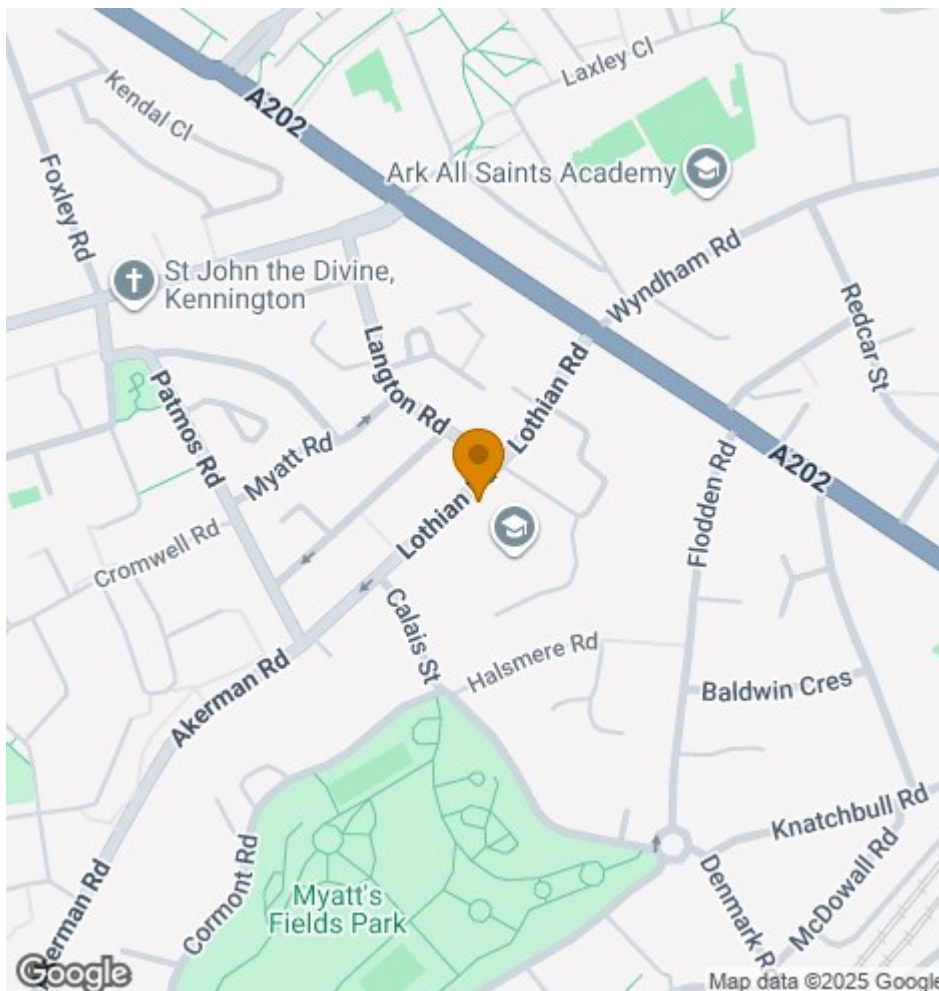 Laxley Cl
Kendal Cl
A202
Ark All Saints Academy
Foxley Rd
Wyndham Rd
St John the Divine,
Kennington
Redcar St
Langton Rd
Lothian Rd
Patmos Rd
Myatt Rd
A202
Flodden Rd
Lothian
Cromwell Rd
Calais St
Halsmere Rd
Akerman Rd
Baldwin Cres
Knatchbull Rd
McDowall Rd
Denmark R
Cormont Rd
Myatt's
Fields Park
kerman Rd
Google
Map data ©2025 Google